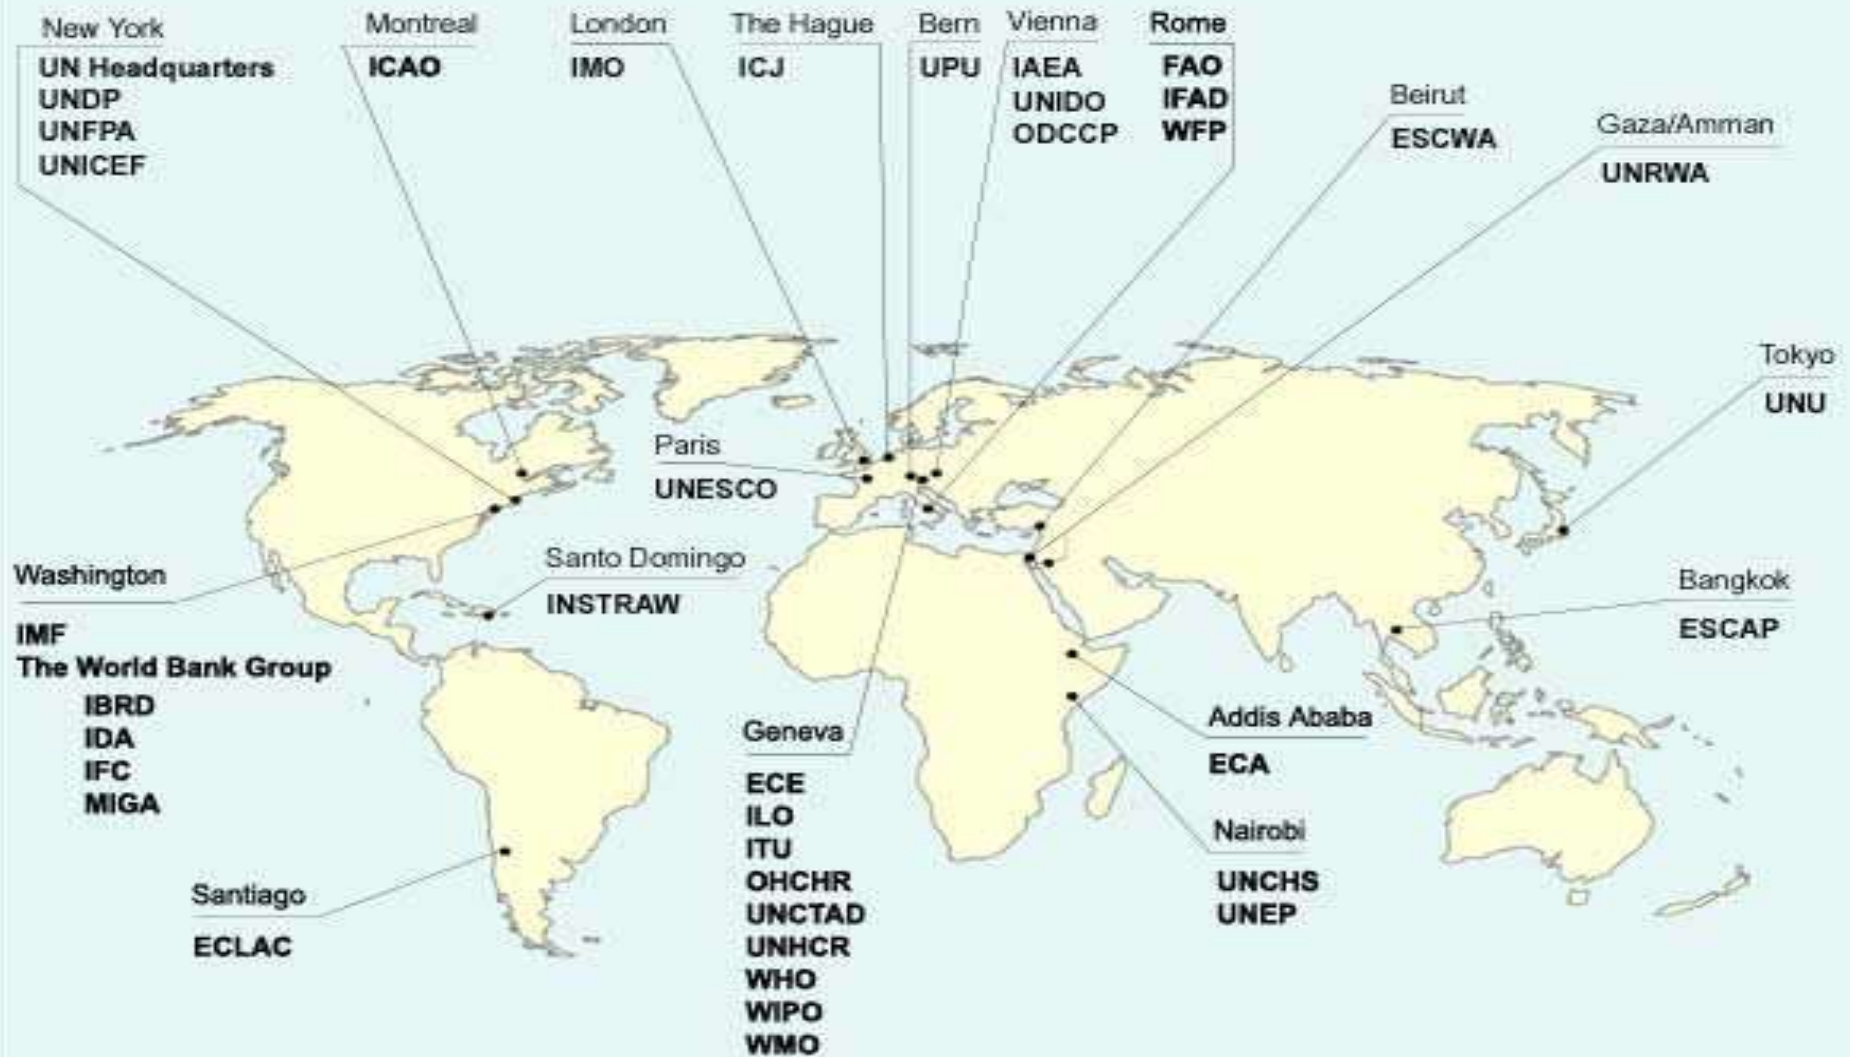 New York
UN Headquarters
UNDP
UNFPA
UNICEF
Montreal
ICAO
London
IMO
The Hague
ICJ
Bern
UPU
Vienna
IAEA
UNIDO
ODCCP
Rome
FAO
IFAD
WFP
Beirut
ESCWA
Gaza/Amman
UNRWA
Tokyo
UNU
Paris
UNESCO
Washington
IMF
The World Bank Group
IBRD
IDA
IFC
MIGA
Santo Domingo
INSTRAW
Bangkok
ESCAP
Geneva
ECE
ILO
ITU
OHCHR
UNCTAD
UNHCR
WHO
WIPO
WMO
Addis Ababa
ECA
Nairobi
UNCHS
UNEP
Santiago
ECLAC